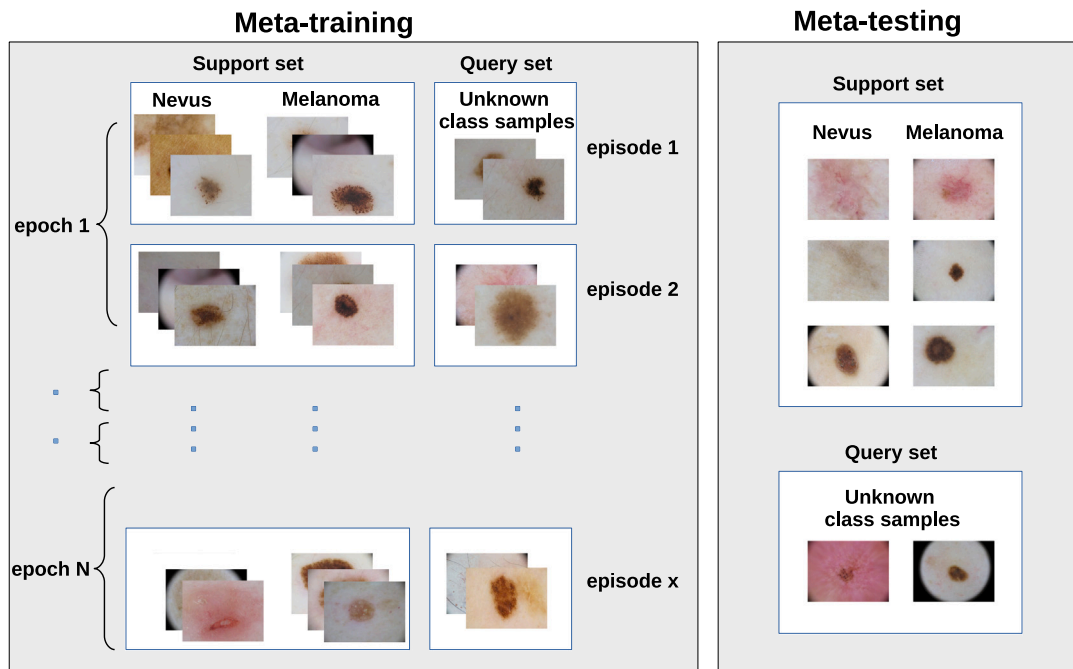 Meta-training
Support set
Query set
Nevus
Melanoma
Unknown
class samples
episode 1
epoch 1
episode 2
epoch N
episode x
Meta-testing
Support set
Nevus
Melanoma
Query set
Unknown
class samples